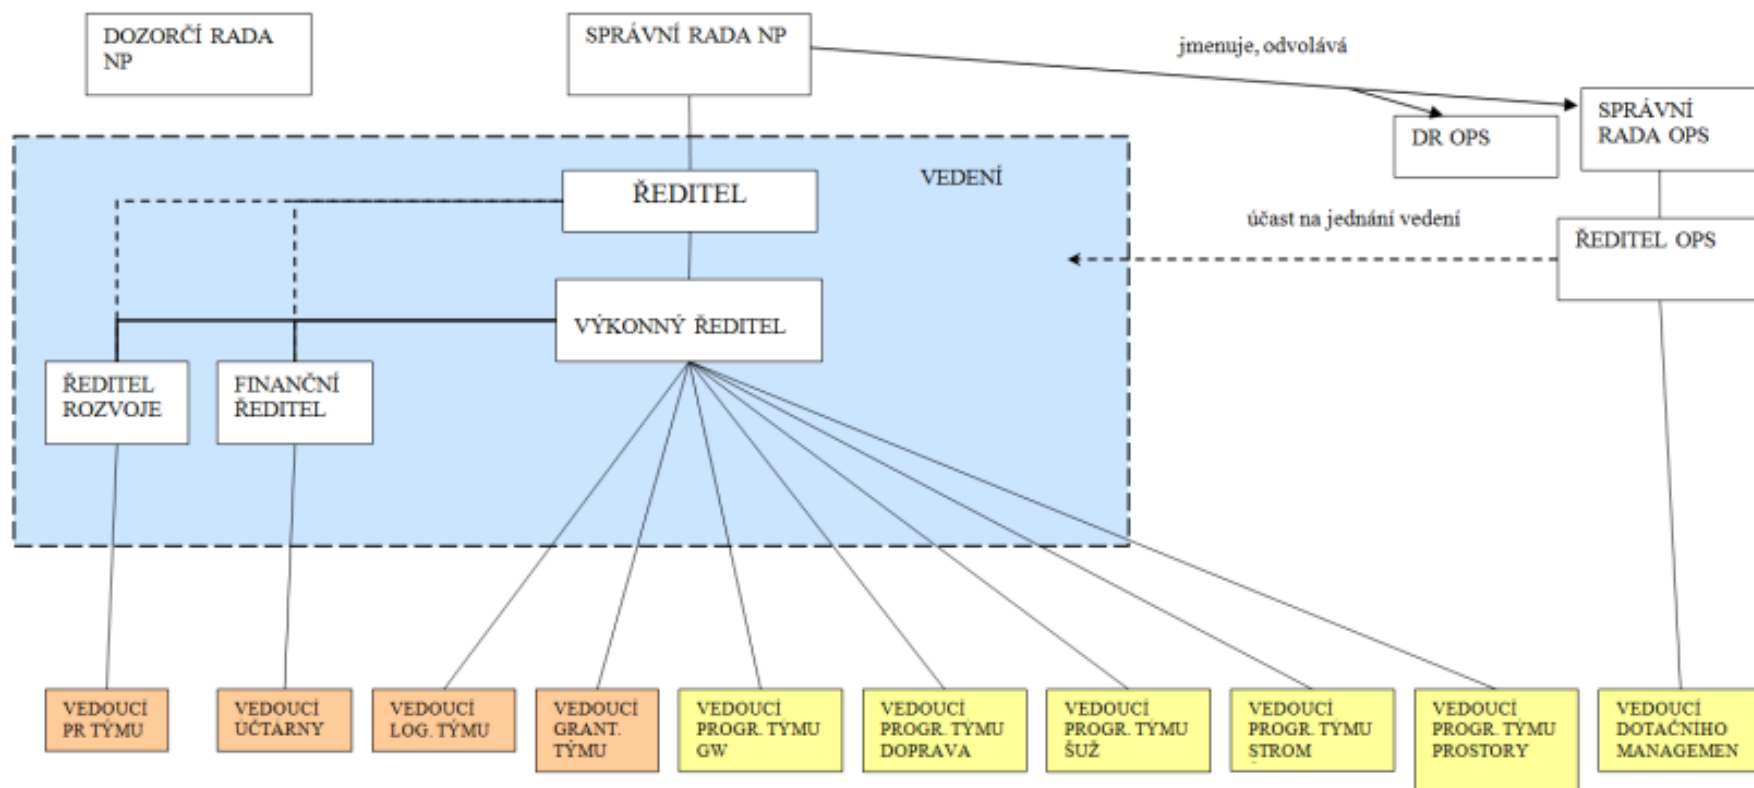 DOZORČÍ RADA
NP
SPRÁVNÍ RADA NP
jmenuje, odvolává
SPRÁVNÍ
RADA OPS
DR OPS
VEDENÍ
ŘEDITEL
účast na jednání vedení
ŘEDITEL OPS
VÝKONNÝ ŘEDITEL
ŘEDITEL
ROZVOJE
FINANČNÍ
ŘEDITEL
VEDOUCÍ
PR TÝMU
VEDOUCÍ
ÚČTÁRNY
VEDOUCÍ
LOG. TÝMU
VEDOUCÍ
GRANT.
TÝMU
VEDOUCÍ
PROGR. TÝMU
GW
VEDOUCÍ
PROGR. TÝMU
DOPRAVA
VEDOUCÍ
PROGR. TÝMU
ŠUŽ
VEDOUCÍ
PROGR. TÝMU
STROM
VEDOUCÍ
PROGR. TÝMU
PROSTORY
VEDOUCÍ
DOTAČNÍHO
MANAGEMEN